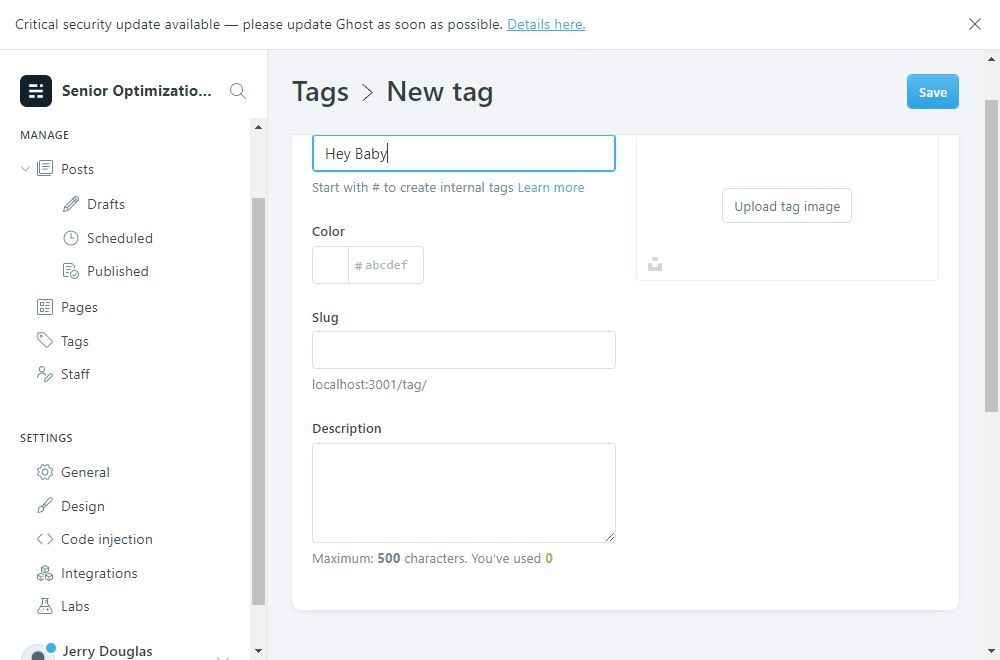 Critical security update available — please update Ghost as soon as possible. Details here.
Senior Optimizatio...
MANAGE
Posts
Drafts
Scheduled
Published
Pages
Tags
Staff
SETTINGS
General
Design
Code injection
Integrations
Labs
Jerry Douglas
Tags > New tag
Save
Hey Baby
Start with # to create internal tags Learn more
Color
# abcdef
Slug
localhost:3001/tag/
Description
Maximum: 500 characters. You've used 0
Upload tag image